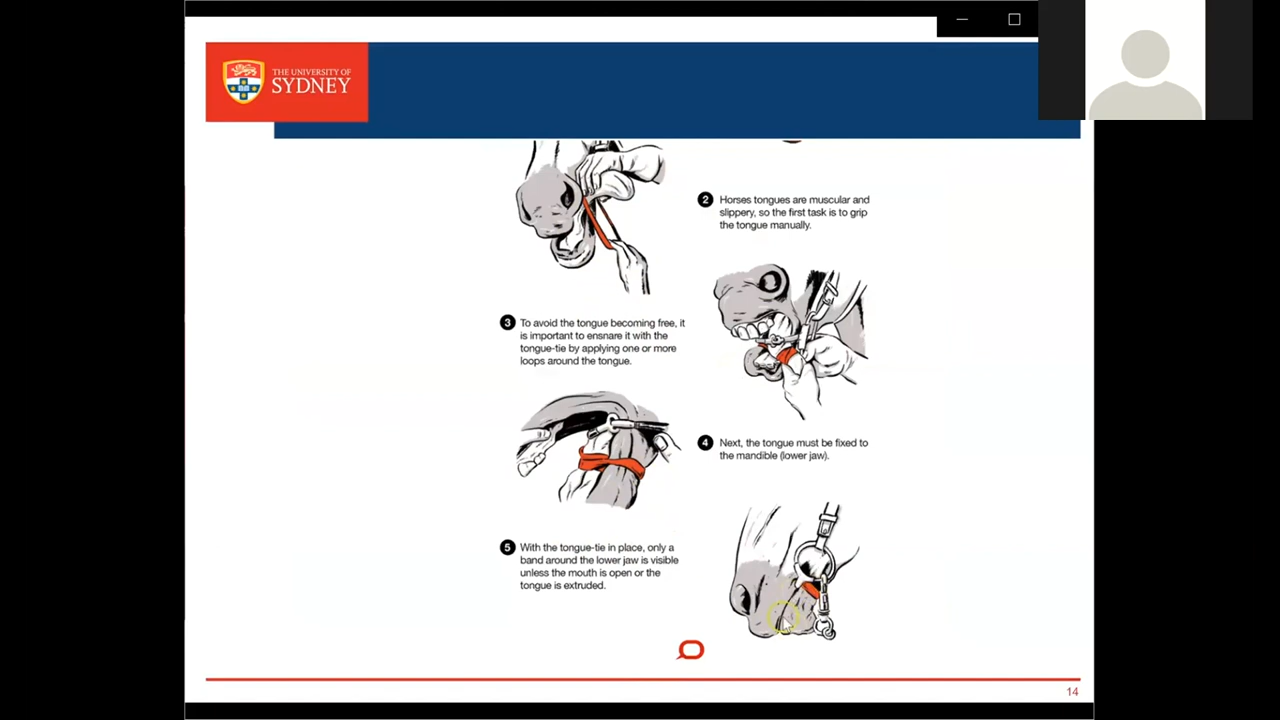 THE UNIVERSITY OF
SYDNEY
2 Horses tongues are muscular and
slippery, so the first task is to grip
the tongue manually.
3 To avoid the tongue becoming free, it
is important to ensnare it with the
tongue-tie by applying one or more
loops around the tongue.
4 Next, the tongue must be fixed to
the mandible (lower jaw).
5 With the tongue-tie in place, only a
band around the lower jaw is visible
unless the mouth is open or the
tongue is extruded.
14